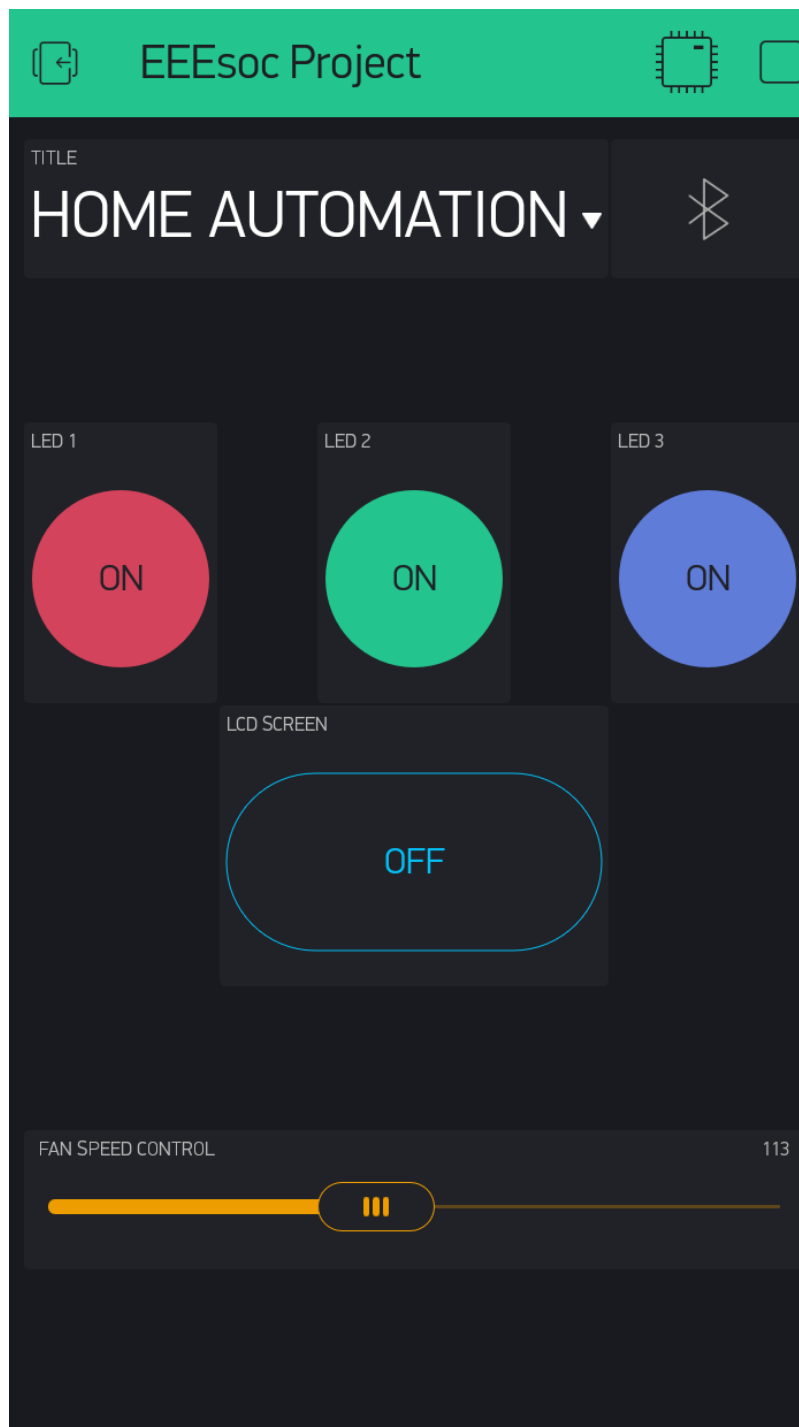 EEEsoc Project
TITLE
HOME AUTOMATION
LED 1 LED 2 LED 3
ON ON ON
LCD SCREEN
OFF
FAN SPEED CONTROL 113